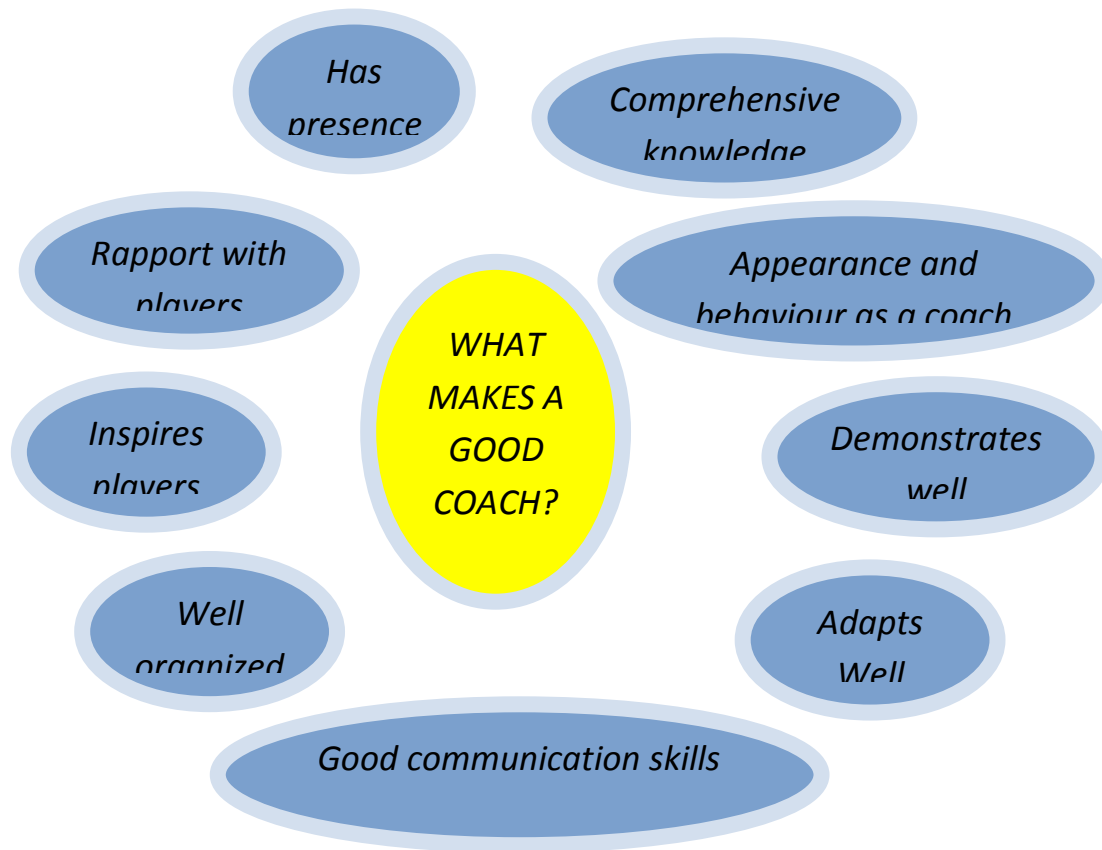 Has
presence
Comprehensive
knowledge
Rapport with
players
Appearance and
behaviour as a coach
WHAT
MAKES A
GOOD
COACH?
Inspires
players
Demonstrates
well
Well
organized
Adapts
Well
Good communication skills